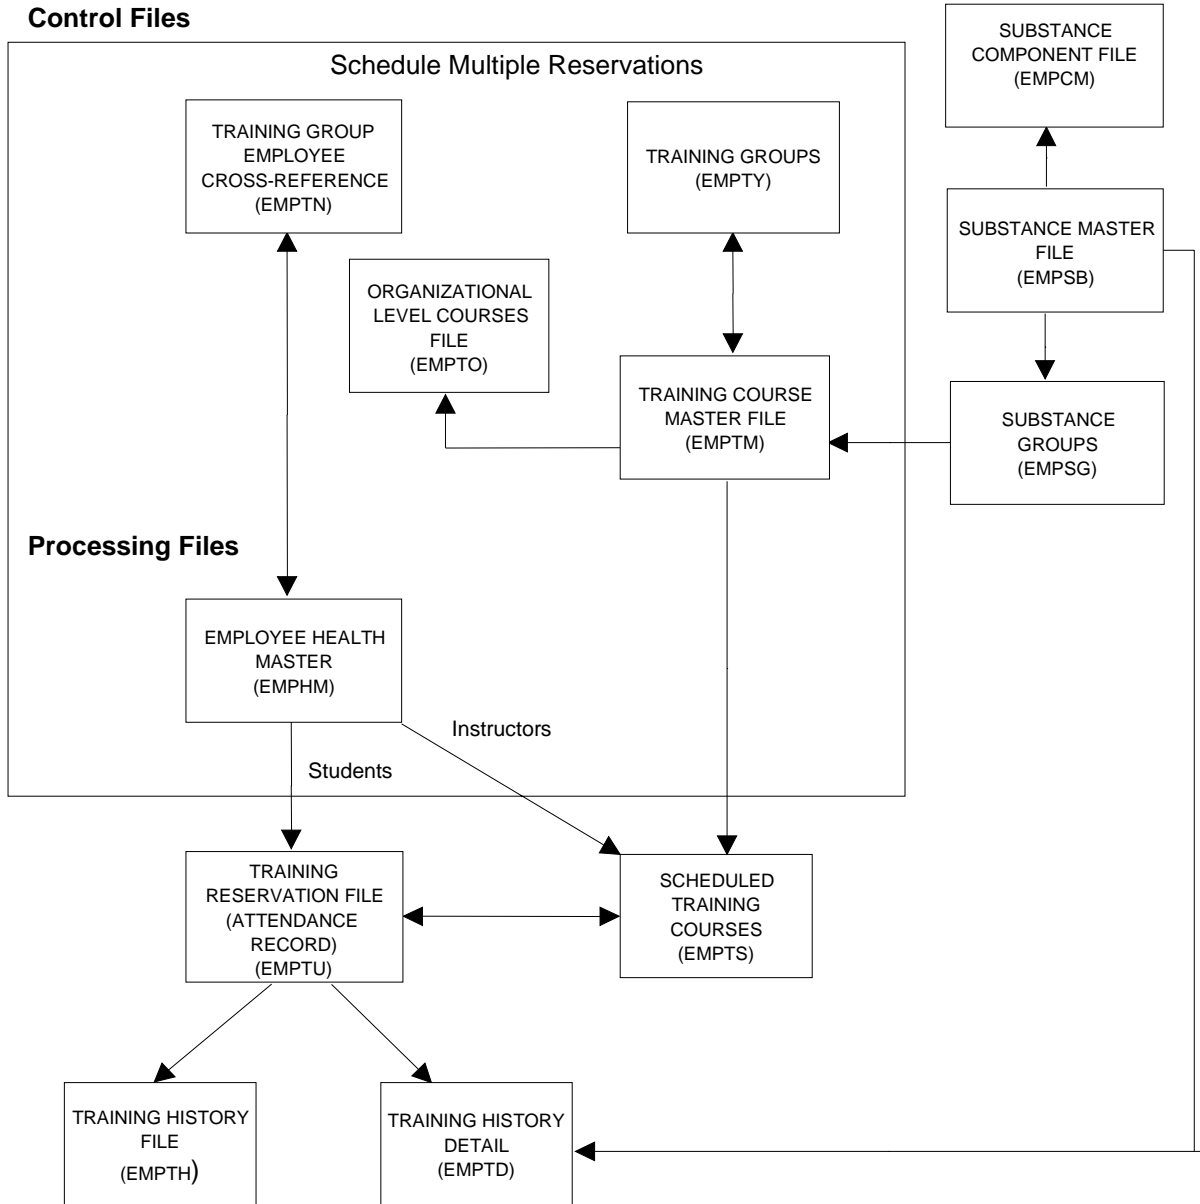 Control Files
Schedule Multiple Reservations
SUBSTANCE
COMPONENT FILE
(EMPCM)
TRAINING GROUP
EMPLOYEE
CROSS-REFERENCE
(EMPTN)
TRAINING GROUPS
(EMPTY)
SUBSTANCE MASTER
FILE
(EMPSB)
ORGANIZATIONAL
LEVEL COURSES
FILE
(EMPTO)
TRAINING COURSE
MASTER FILE
(EMPTM)
SUBSTANCE
GROUPS
(EMPSG)
Processing Files
EMPLOYEE HEALTH
MASTER
(EMPHM)
Instructors
Students
TRAINING
RESERVATION FILE
(ATTENDANCE
RECORD)
(EMPTU)
SCHEDULED
TRAINING
COURSES
(EMPTS)
TRAINING HISTORY
FILE
(EMPTH)
TRAINING HISTORY
DETAIL
(EMPTD)